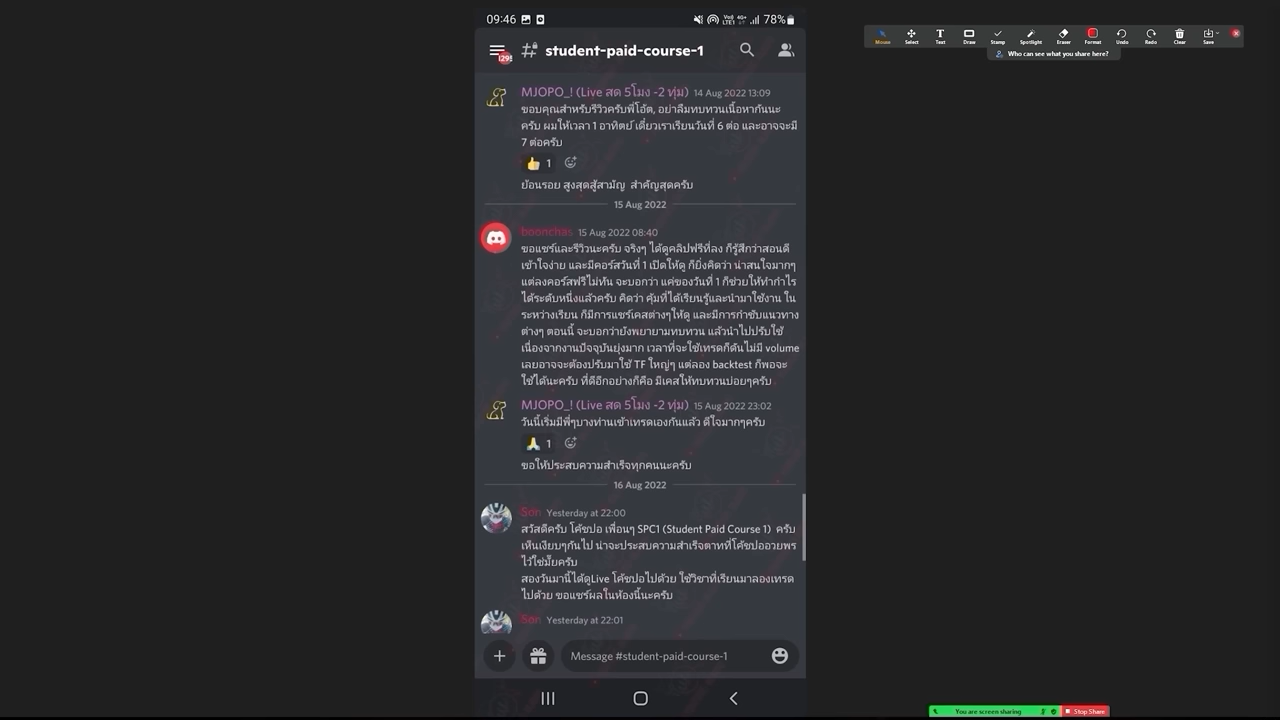 09:46
Vo) 4G+ LTE1 78%
student-paid-course-1
MJOPO_! (Live สด 5โมง -2 ทุ่ม) 14 Aug 2022 13:09
ขอบคุณสำหรับรีวิวครับพี่โอ๊ต, อย่าลืมทบทวนเนื้อหากันนะ
ครับ ผมให้เวลา 1 อาทิตย์ เดี๋ยวเราเรียนวันที่ 6 ต่อ และอาจจะมี
7 ต่อครับ
1
ย้อนรอย สูงสุดสู้สามัญ สำคัญสุดครับ
15 Aug 2022
boonchas 15 Aug 2022 08:40
ขอแชร์และรีวิวนะครับ จริงๆ ได้ดูคลิปฟรีที่ลง ก็รู้สึกว่าสอนดี
เข้าใจง่าย และมีคอร์สวันที่ 1 เปิดให้ดู ก็ยิ่งคิดว่า น่าสนใจมากๆ
แต่ลงคอร์สฟรีไม่ทัน จะบอกว่า แค่ของวันที่ 1 ก็ช่วยให้ทำกำไร
ได้ระดับหนึ่งแล้วครับ คิดว่า คุ้มที่ได้เรียนรู้และนำมาใช้งาน ใน
ระหว่างเรียน ก็มีการแชร์เคสต่างๆให้ดู และมีการกำชับแนวทาง
ต่างๆ ตอนนี้ จะบอกว่ายังพยายามทบทวน แล้วนำไปปรับใช้
เนื่องจากงานปัจจุบันยุ่งมาก เวลาที่จะใช้เทรดก็ดันไม่มี volume
เลยอาจจะต้องปรับมาใช้ TF ใหญ่ๆ แต่ลอง backtest ก็พอจะ
ใช้ได้นะครับ ที่ดีอีกอย่างก็คือ มีเคสให้ทบทวนบ่อยๆครับ
MJOPO_! (Live สด 5โมง -2 ทุ่ม) 15 Aug 2022 23:02
วันนี้เริ่มมีพี่ๆบางท่านเข้าเทรดเองกันแล้ว ดีใจมากๆครับ
1
ขอให้ประสบความสำเร็จทุกคนนะครับ
16 Aug 2022
Son Yesterday at 22:00
สวัสดีครับ โค้ชปอ เพื่อนๆ SPC1 (Student Paid Course 1) ครับ
เห็นเงียบๆกันไป น่าจะประสบความสำเร็จตาทที่โค้ชปออวยพร
ไว้ใช่มั้ยครับ
สองวันมานี้ได้ดูLive โค้ชปอไปด้วย ใช้วิชาที่เรียนมาลองเทรด
ไปด้วย ขอแชร์ผลในห้องนี้นะครับ
Son Yesterday at 22:01
Message #student-paid-course-1
Mouse Select Text Draw Stamp Spotlight Eraser Format Undo Redo Clear Save
Who can see what you share here?
You are screen sharing Stop Share